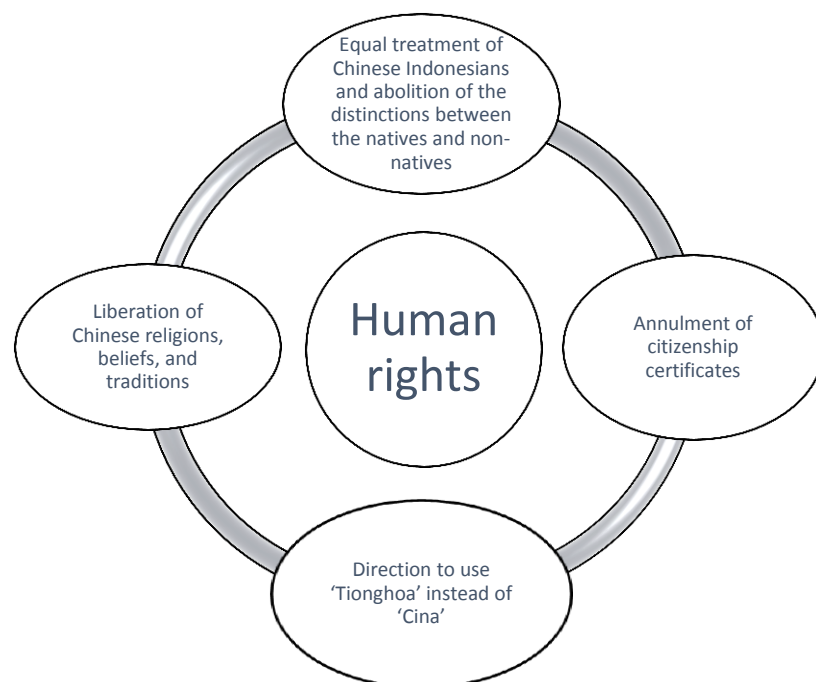 Equal treatment of
Chinese Indonesians
and abolition of the
distinctions between
the natives and non-
natives
Human
rights
Liberation of
Chinese religions,
beliefs, and
traditions
Annulment of
citizenship
certificates
Direction to use
‘Tionghoa’ instead of
‘Cina’